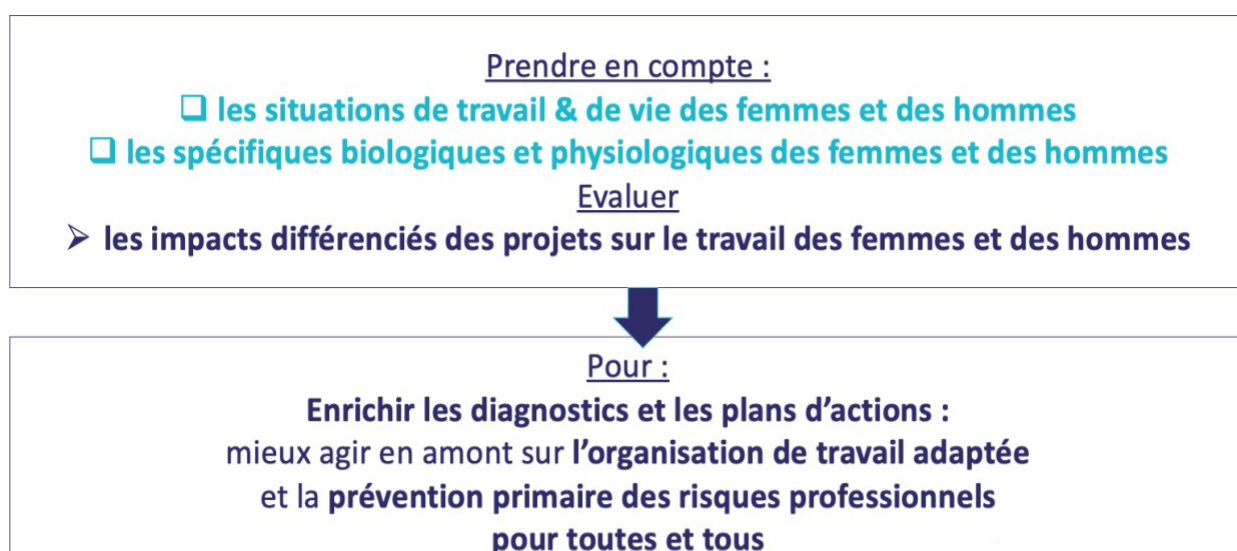 Prendre en compte :
❑ les situations de travail & de vie des femmes et des hommes
❑ les spécifiques biologiques et physiologiques des femmes et des hommes
Evaluer
➢ les impacts différenciés des projets sur le travail des femmes et des hommes
Pour :
Enrichir les diagnostics et les plans d’actions :
mieux agir en amont sur l’organisation de travail adaptée
et la prévention primaire des risques professionnels
pour toutes et tous